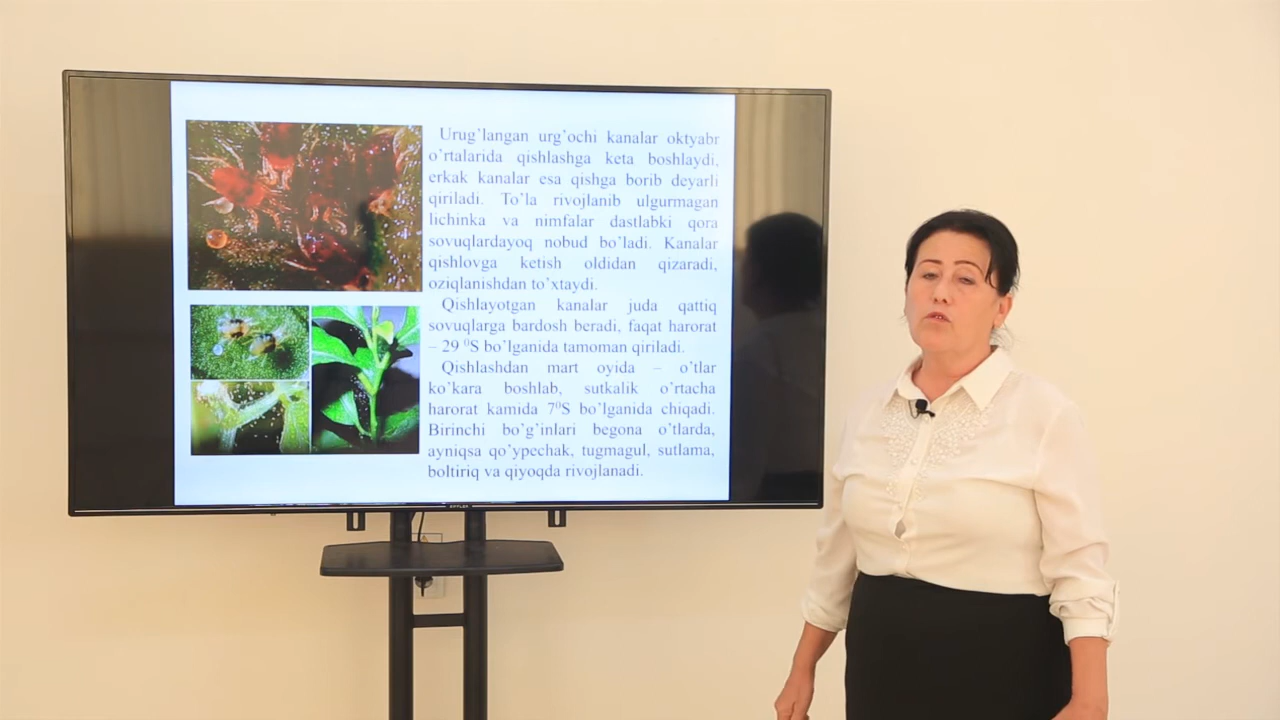 Urug’langan urg’ochi kanalar oktyabr
o’rtalarida qishlashga keta boshlaydi,
erkak kanalar esa qishga borib deyarli
qiriladi. To’la rivojlanib ulgurmagan
lichinka va nimfalar dastlabki qora
sovuqlardayoq nobud bo’ladi. Kanalar
qishlovga ketish oldidan qizaradi,
oziqlanishdan to’xtaydi.
Qishlayotgan kanalar juda qattiq
sovuqlarga bardosh beradi, faqat harorat
– 29 ⁰S bo’lganida tamoman qiriladi.
Qishlashdan mart oyida – o’tlar
ko’kara boshlab, sutkalik o’rtacha
harorat kamida 7⁰S bo’lganida chiqadi.
Birinchi bo’g’inlari begona o’tlarda,
ayniqsa qo’ypechak, tugmagul, sutlama,
boltiriq va qiyoqda rivojlanadi.